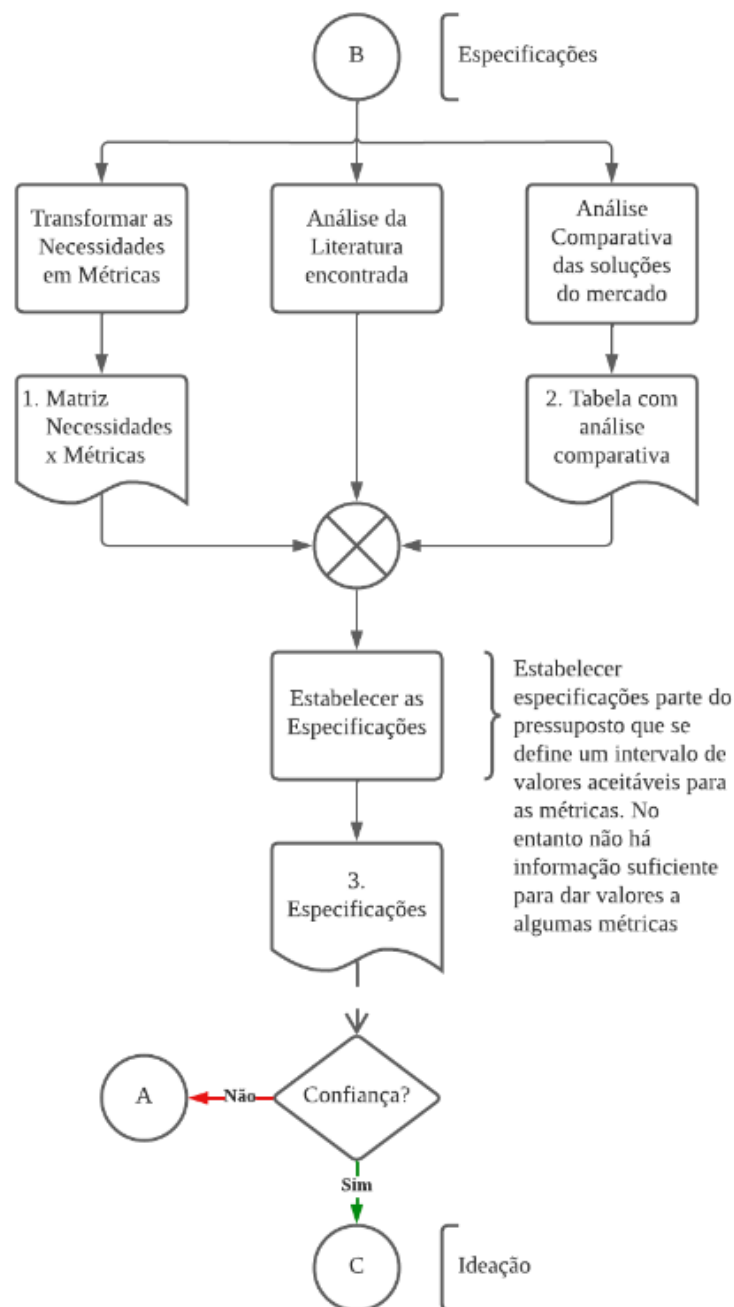 B
Especificações
Transformar as
Necessidades
em Métricas
Análise da
Literatura
encontrada
Análise
Comparativa
das soluções
do mercado
1. Matriz
Necessidades
x Métricas
2. Tabela com
análise
comparativa
Estabelecer as
Especificações
Estabelecer
especificações parte do
pressuposto que se
define um intervalo de
valores aceitáveis para
as métricas. No
entanto não há
informação suficiente
para dar valores a
algumas métricas
3.
Especificações
A
Não
Confiança?
Sim
C
Ideação